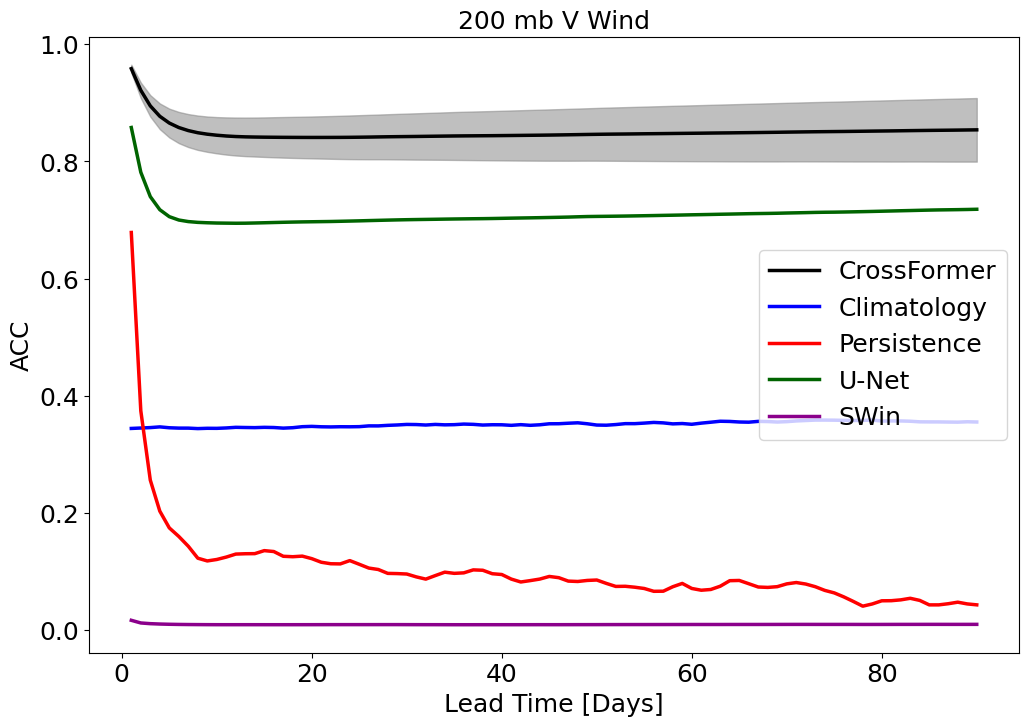 200 mb V Wind
1.0
0.8
0.6
0.4
0.2
0.0
ACC
CrossFormer
Climatology
Persistence
U-Net
SWin
0 20 40 60 80
Lead Time [Days]